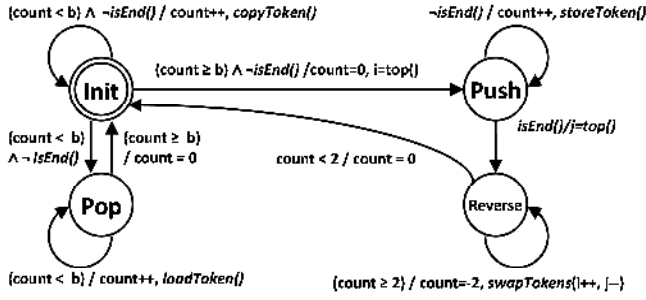 {count < b} ∧ ¬isEnd() / count++, copyToken()
¬isEnd() / count++, storeToken()
{count ≥ b} ∧ ¬isEnd() /count=0, i=top()
Init
Push
{count < b}
∧ ¬ isEnd()
{count ≥ b}
/ count = 0
isEnd()/j=top()
count < 2 / count = 0
Pop
Reverse
{count < b} / count++, loadToken()
{count ≥ 2} / count=-2, swapTokens(i++, j--)